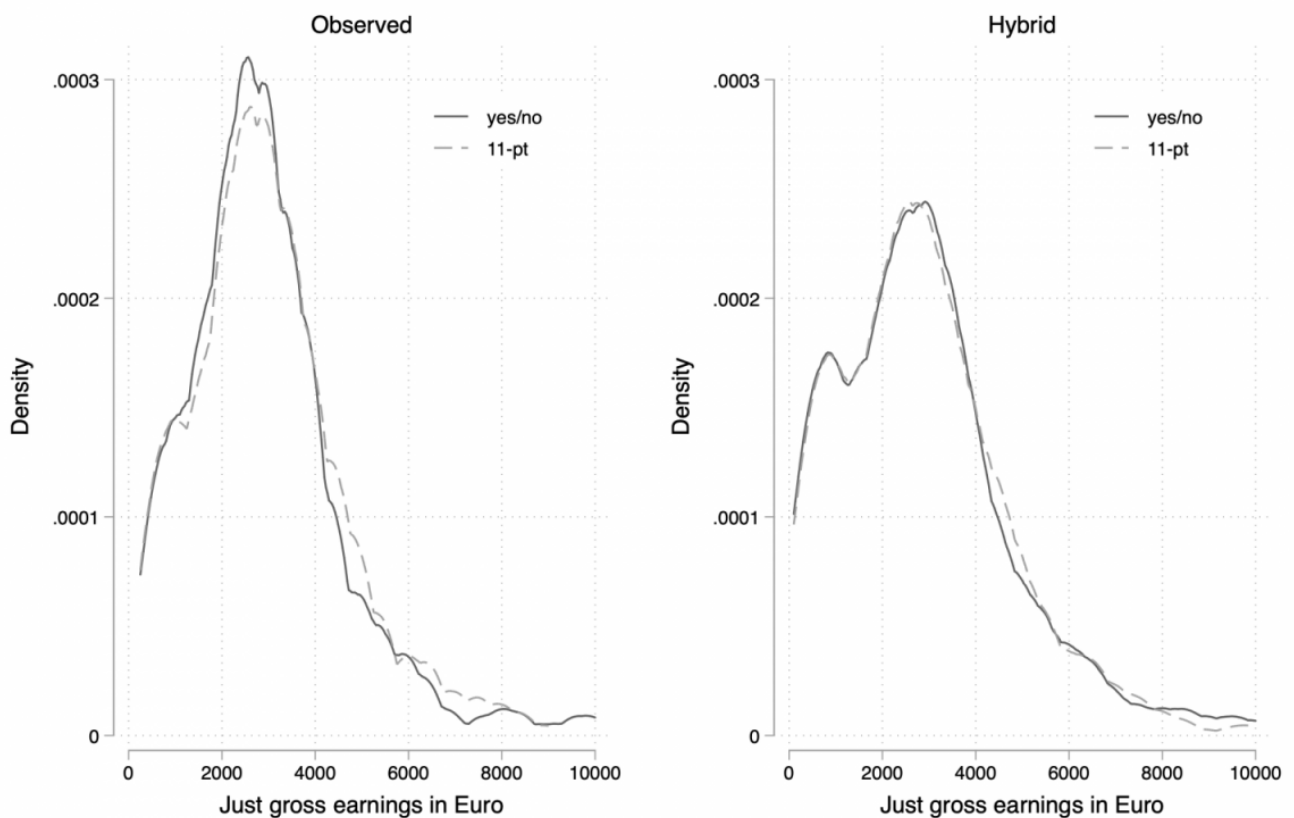 Observed
Hybrid
.0003
.0002
.0001
0
Density
yes/no
11-pt
0 2000 4000 6000 8000 10000
Just gross earnings in Euro
.0003
.0002
.0001
0
Density
yes/no
11-pt
0 2000 4000 6000 8000 10000
Just gross earnings in Euro